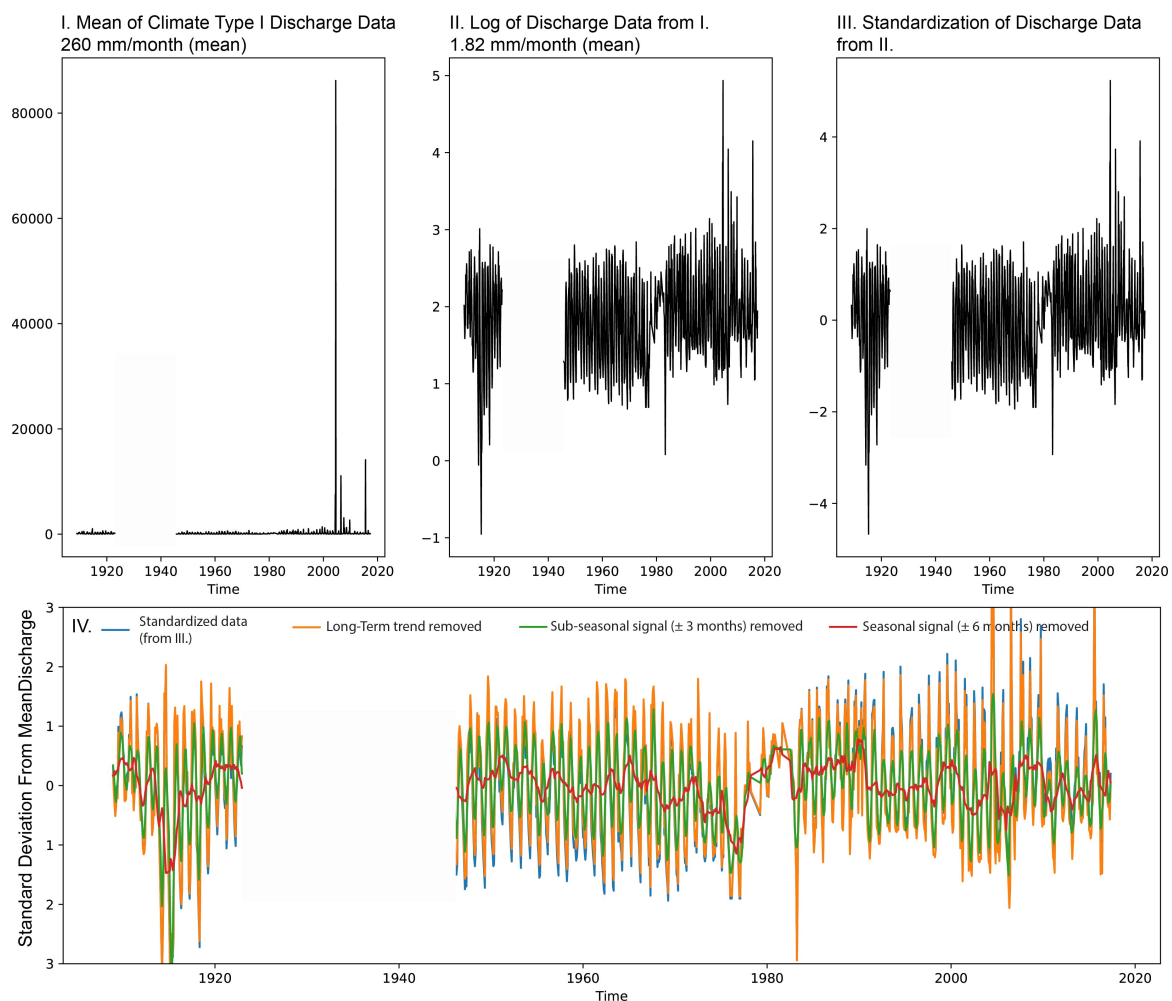 I. Mean of Climate Type I Discharge Data
260 mm/month (mean)
80000
60000
40000
20000
0
1920 1940 1960 1980 2000 2020
Time
II. Log of Discharge Data from I.
1.82 mm/month (mean)
5
4
3
2
1
0
−1
1920 1940 1960 1980 2000 2020
Time
III. Standardization of Discharge Data
from II.
4
2
0
−2
−4
1920 1940 1960 1980 2000 2020
Time
Standard Deviation From MeanDischarge
3
2
1
0
1
2
3
IV.
Standardized data
(from III.)
Long-Term trend removed
Sub-seasonal signal (± 3 months) removed
Seasonal signal (± 6 months) removed
1920 1940 1960 1980 2000 2020
Time